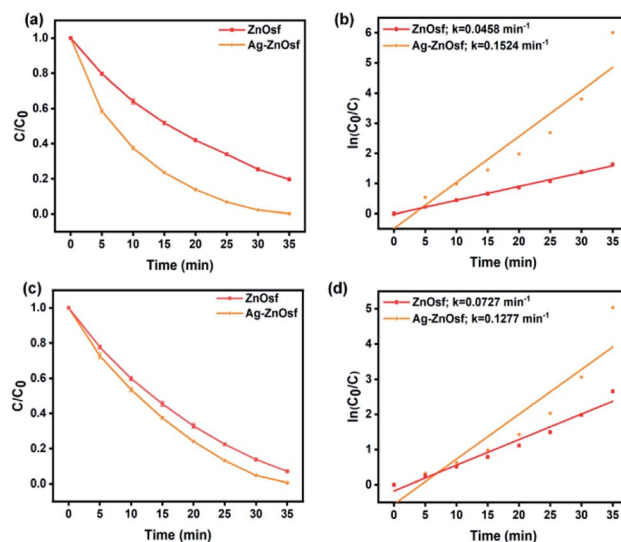 (a)
ZnOsf
Ag-ZnOsf
C/C₀
1.0
0.8
0.6
0.4
0.2
0.0
0 5 10 15 20 25 30 35
Time (min)
(b)
ZnOsf; k=0.0458 min⁻¹
Ag-ZnOsf; k=0.1524 min⁻¹
ln(C₀/C)
6
5
4
3
2
1
0
0 5 10 15 20 25 30 35
Time (min)
(c)
ZnOsf
Ag-ZnOsf
C/C₀
1.0
0.8
0.6
0.4
0.2
0.0
0 5 10 15 20 25 30 35
Time (min)
(d)
ZnOsf; k=0.0727 min⁻¹
Ag-ZnOsf; k=0.1277 min⁻¹
ln(C₀/C)
5
4
3
2
1
0
0 5 10 15 20 25 30 35
Time (min)